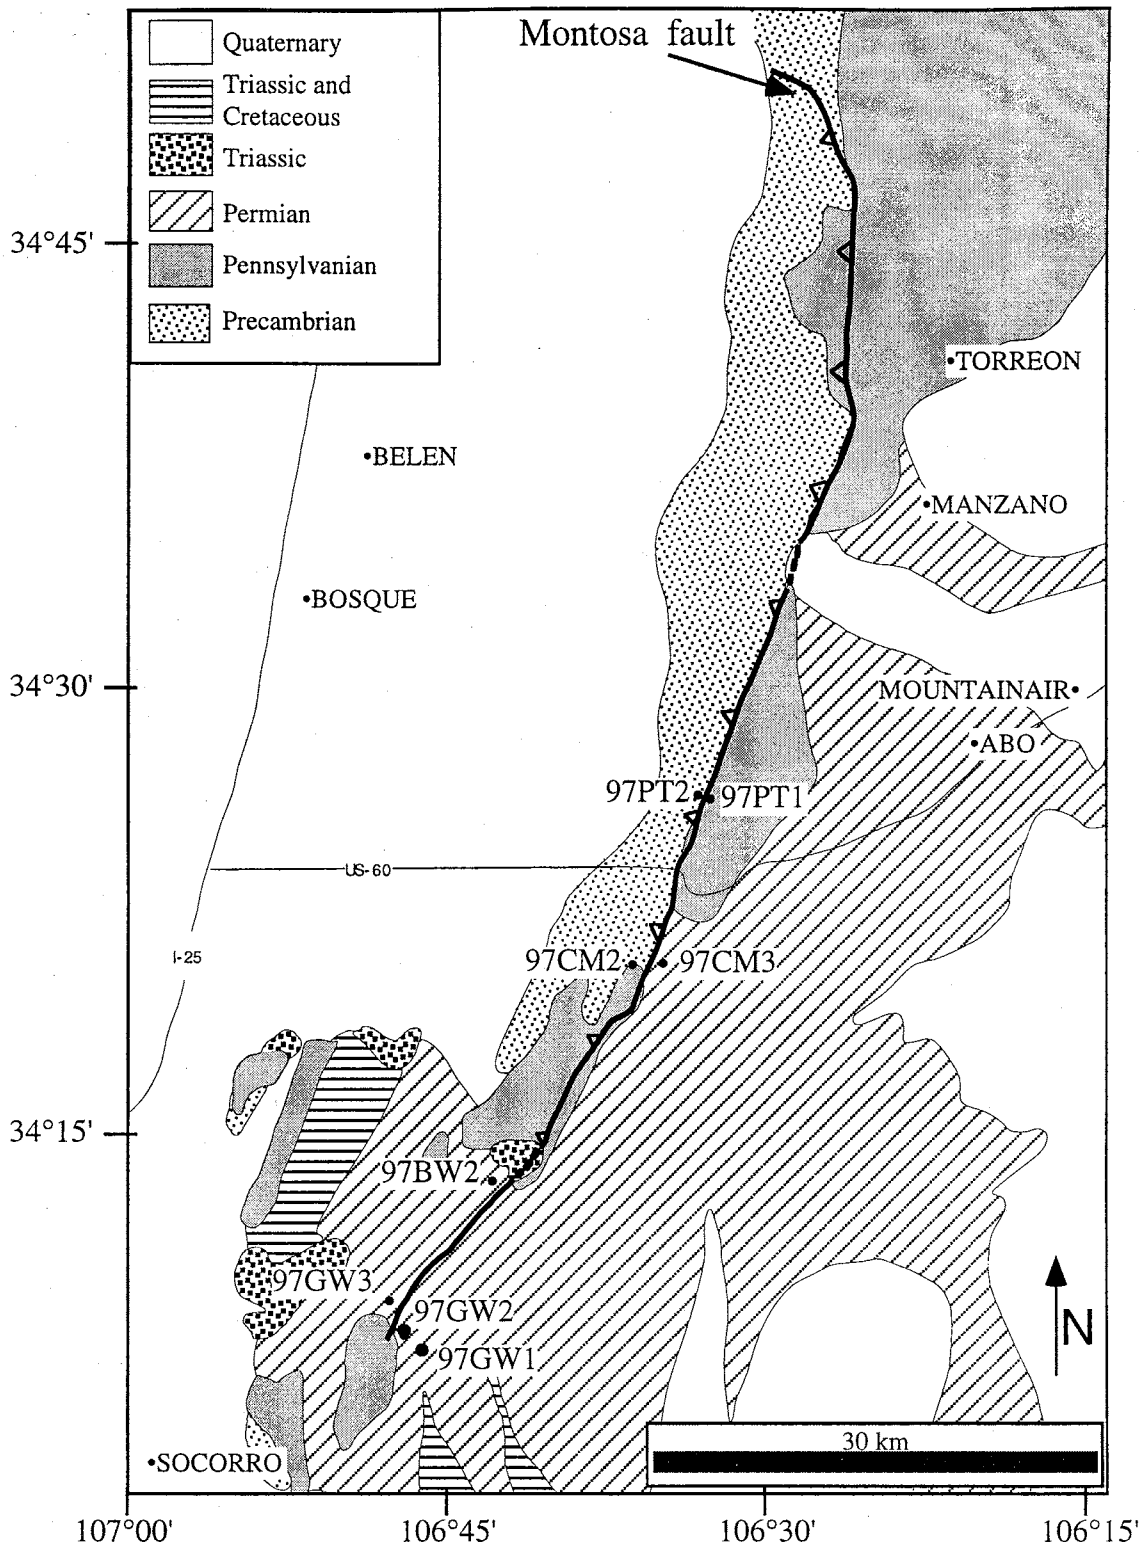 Montosa fault
Quaternary
Triassic and
Cretaceous
Triassic
Permian
Pennsylvanian
Precambrian
34°45'
TORREON
BELEN
MANZANO
BOSQUE
34°30'
MOUNTAINAIR
ABO
97PT2
97PT1
US-60
I-25
97CM2
97CM3
34°15'
97BW2
97GW3
97GW2
97GW1
N
30 km
SOCORRO
107°00'
106°45'
106°30'
106°15'